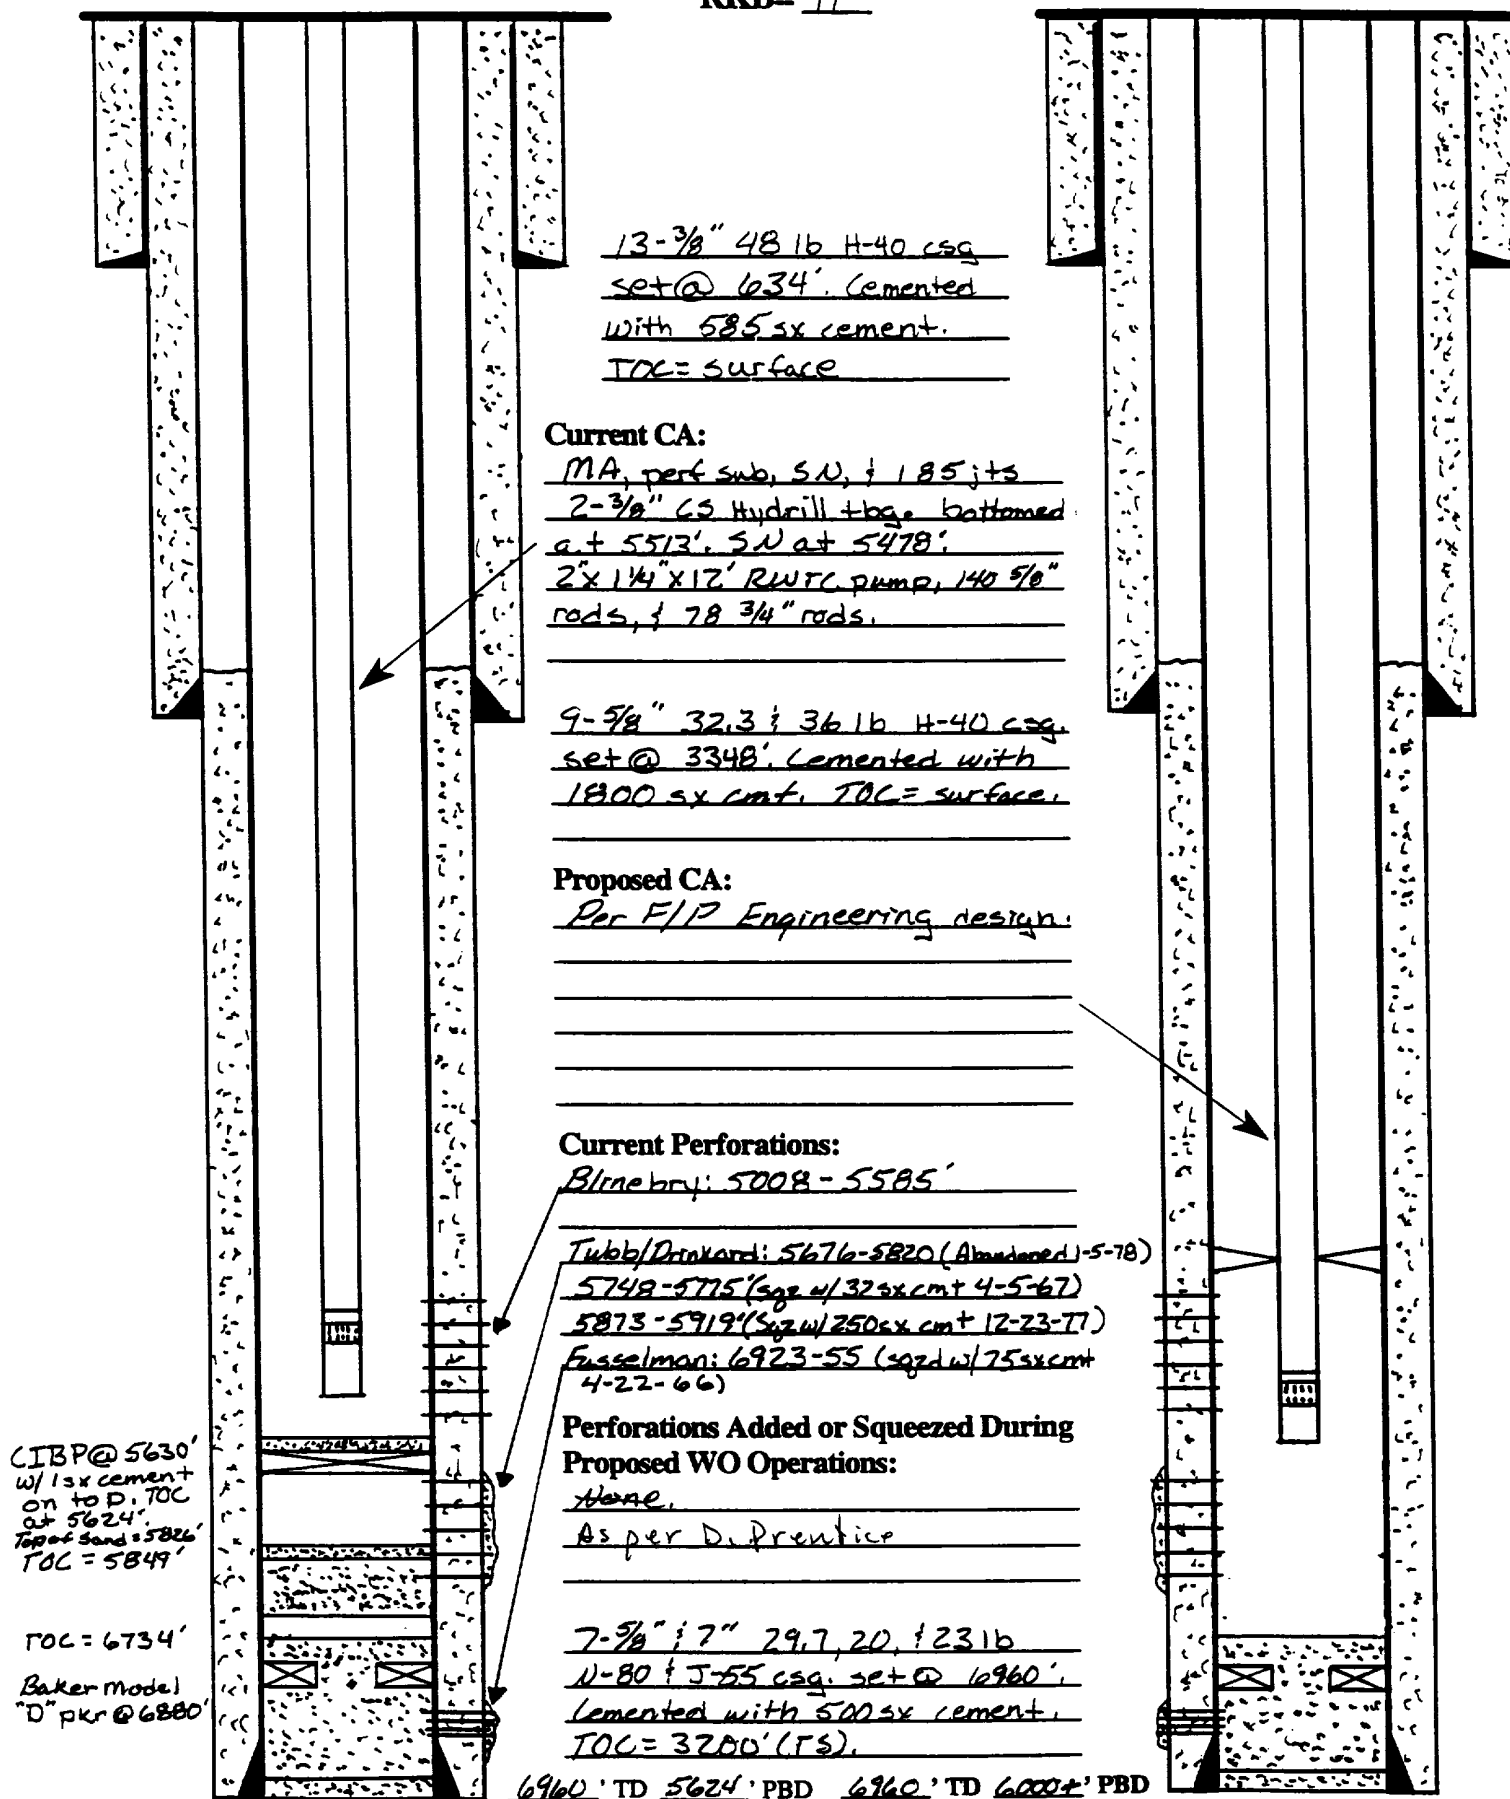 RKB= 11'
13-3/8" 48 lb H-40 csg
set @ 634'. Cemented
with 585 sx cement.
TOC= surface
Current CA:
MA, perf sub, SN, & 185 jts
2-3/8" CS Hydrill tbg. bottomed
at 5513'. SN at 5478'.
2"x 1 1/4"x12' RWTC pump, 140 5/8"
rods, & 78 3/4" rods.
9-5/8" 32.3 & 36 lb H-40 csg.
set @ 3348'. Cemented with
1800 sx cmt. TOC= surface.
Proposed CA:
Per F/P Engineering design.
Current Perforations:
Blinebry: 5008 - 5585'
Tubb/Drinkard: 5676-5820 (Abandoned 1-5-78)
5748-5775' (sqz w/ 32 sx cmt 4-5-67)
5873-5919' (Sqz w/ 250 sx cmt 12-23-77)
Fusselman: 6923-55 (sqzd w/ 75 sx cmt
4-22-66)
Perforations Added or Squeezed During
Proposed WO Operations:
None.
As per D. Prentice
CIBP@ 5630'
w/ 1 sx cement
on to D. TOC
at 5624'.
Top of Sand = 5826'
TOC = 5849'
TOC = 6734'
Baker Model
"D" pkr @ 6880'
7-5/8" & 7" 29.7, 20, & 23 lb
N-80 & J-55 csg. set @ 6960'.
Cemented with 500 sx cement.
TOC= 3200' (TS).
6960 ' TD 5624' ' PBD 6960 ' TD 6000+ ' PBD